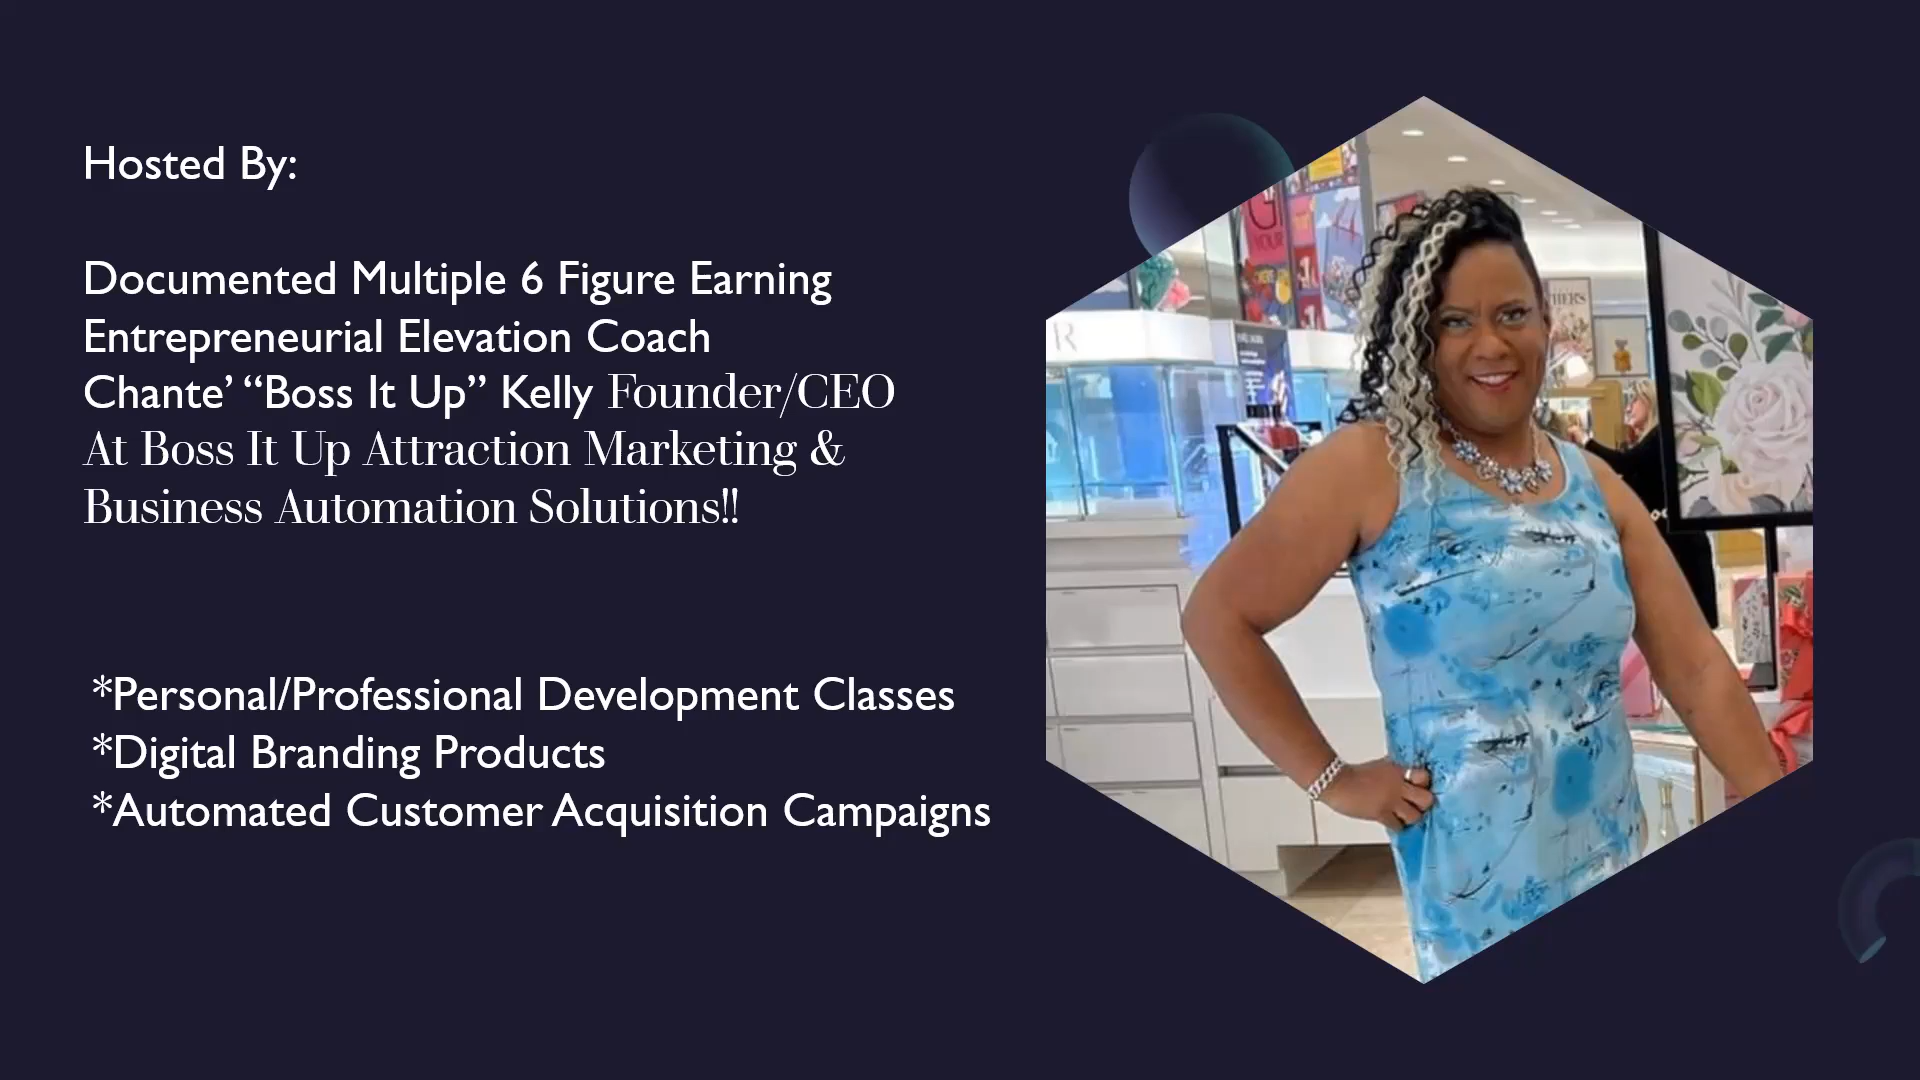 Hosted By:
Documented Multiple 6 Figure Earning
Entrepreneurial Elevation Coach
Chante’ “Boss It Up” Kelly Founder/CEO
At Boss It Up Attraction Marketing &
Business Automation Solutions!!
*Personal/Professional Development Classes
*Digital Branding Products
*Automated Customer Acquisition Campaigns